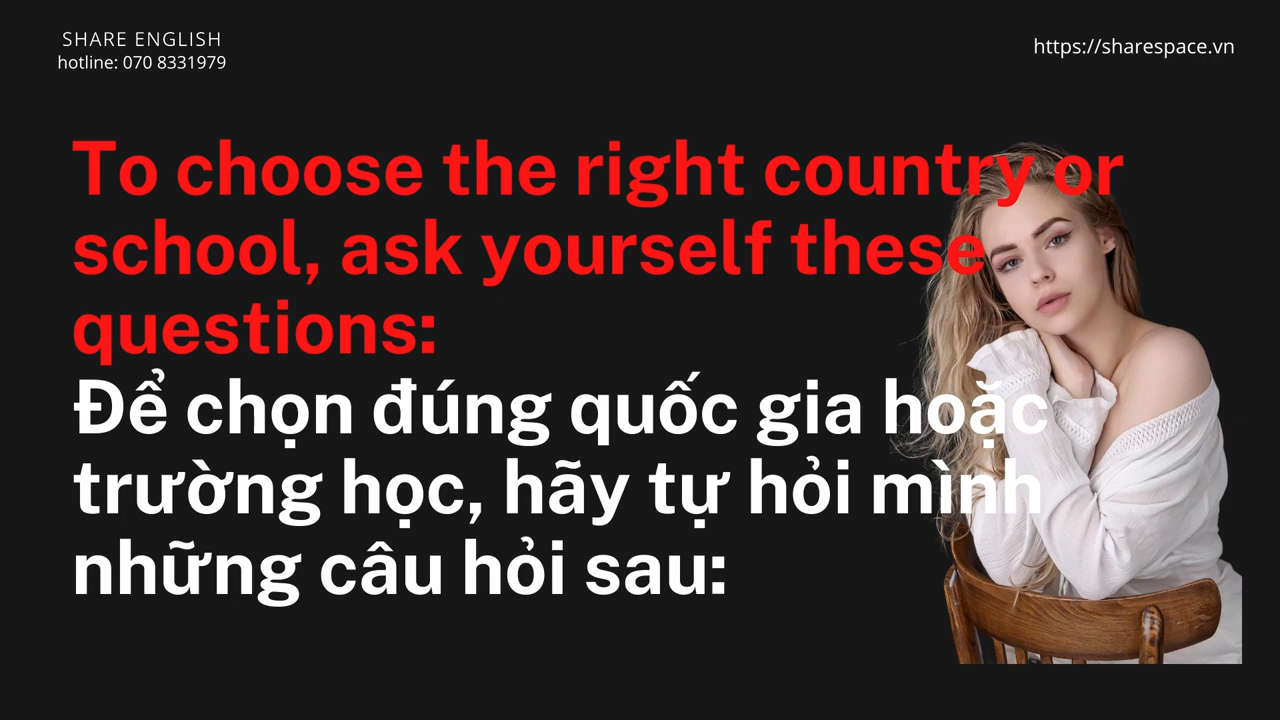 SHARE ENGLISH
hotline: 070 8331979
https://sharespace.vn
To choose the right country or
school, ask yourself these
questions:
Để chọn đúng quốc gia hoặc
trường học, hãy tự hỏi mình
những câu hỏi sau: